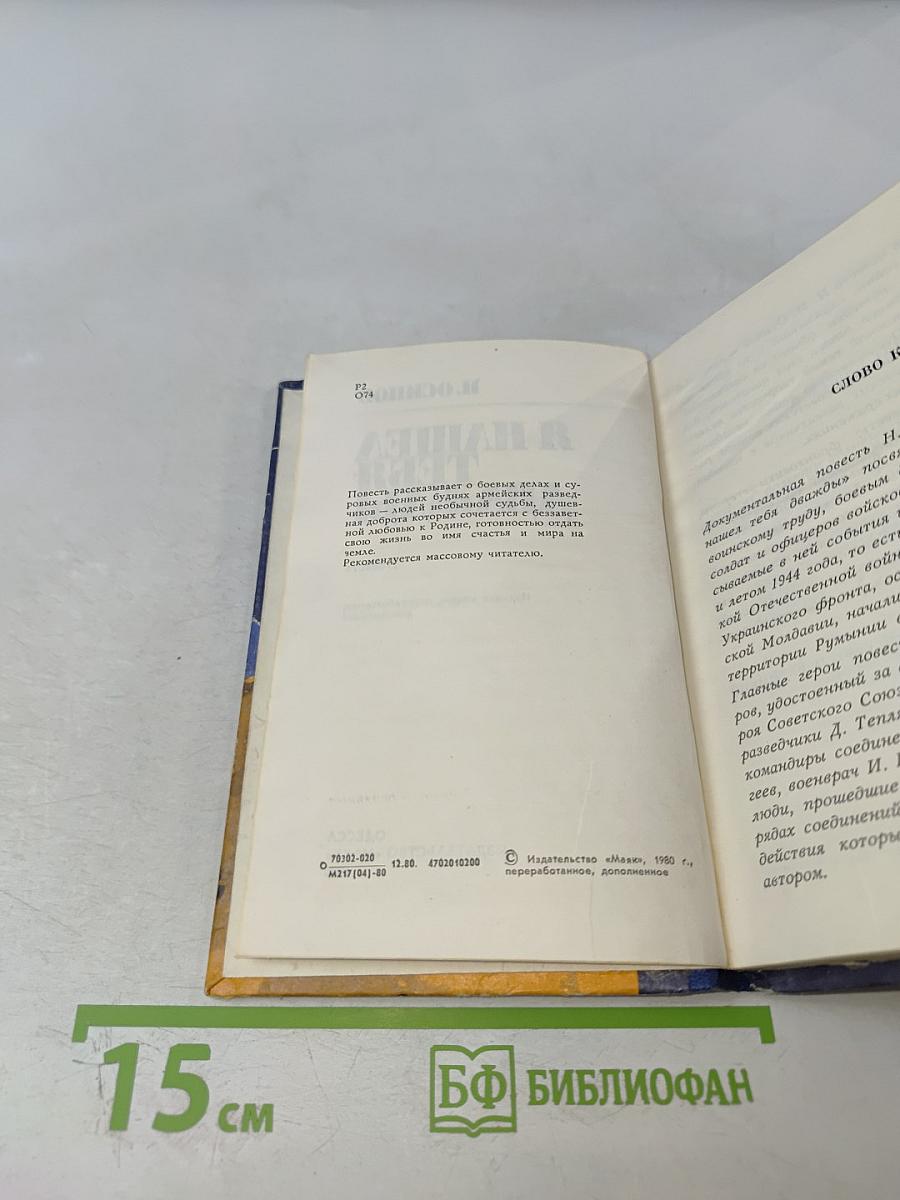 Р2
О74
Повесть рассказывает о боевых делах и су-
ровых военных буднях армейских развед-
чиков — людей необычной судьбы, душев-
ная доброта которых сочетается с беззавет-
ной любовью к Родине, готовностью отдать
свою жизнь во имя счастья и мира на
земле.
Рекомендуется массовому читателю.
О 70302-020
М217(04)-80
12.80. 4702010200
© Издательство «Маяк», 1980 г.,
переработанное, дополненное
СЛОВО К
Документальная повесть Н.
нашел тебя дважды» посвя
воинскому труду, боевым
солдат и офицеров войсков
сываемые в ней события
и летом 1944 года, то есть
кой Отечественной войн
Украинского фронта, ос
ской Молдавии, начали
территории Румынии
Главные герои повес
ров, удостоенный за
роя Советского Союз
разведчики Д. Тепля
командиры соедине
геев, военврач И.
люди, прошедшие
рядах соединений
действия которы
автором.
15 см
БФ БИБЛИОФАН